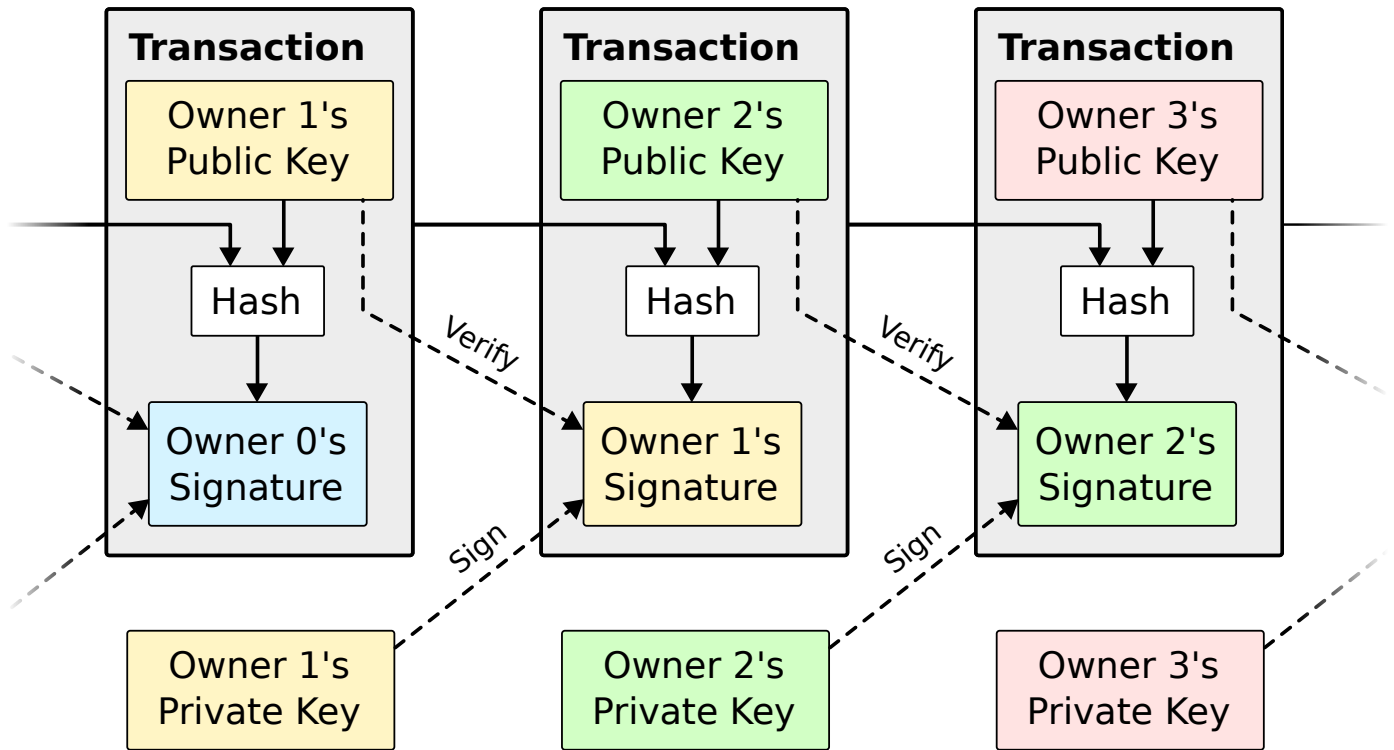 Transaction
Owner 1's
Public Key
Hash
Owner 0's
Signature
Transaction
Owner 2's
Public Key
Hash
Verify
Owner 1's
Signature
Sign
Transaction
Owner 3's
Public Key
Hash
Verify
Owner 2's
Signature
Sign
Owner 1's
Private Key
Owner 2's
Private Key
Owner 3's
Private Key